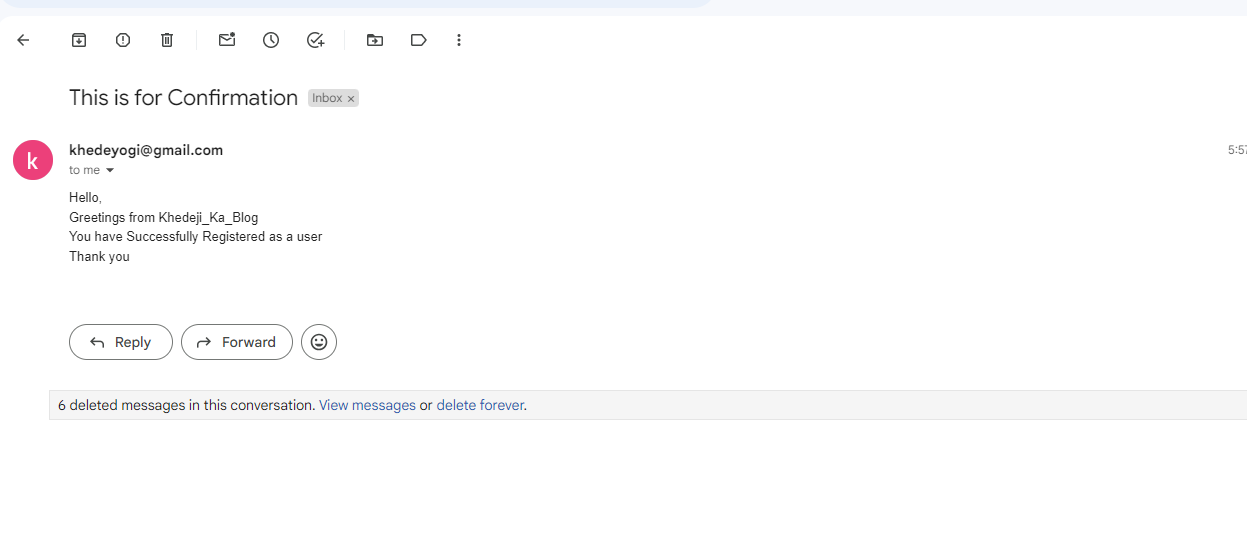 This is for Confirmation Inbox ×
k
khedeyogi@gmail.com
5:57
to me
Hello,
Greetings from Khedeji_Ka_Blog
You have Successfully Registered as a user
Thank you
Reply Forward
6 deleted messages in this conversation. View messages or delete forever.